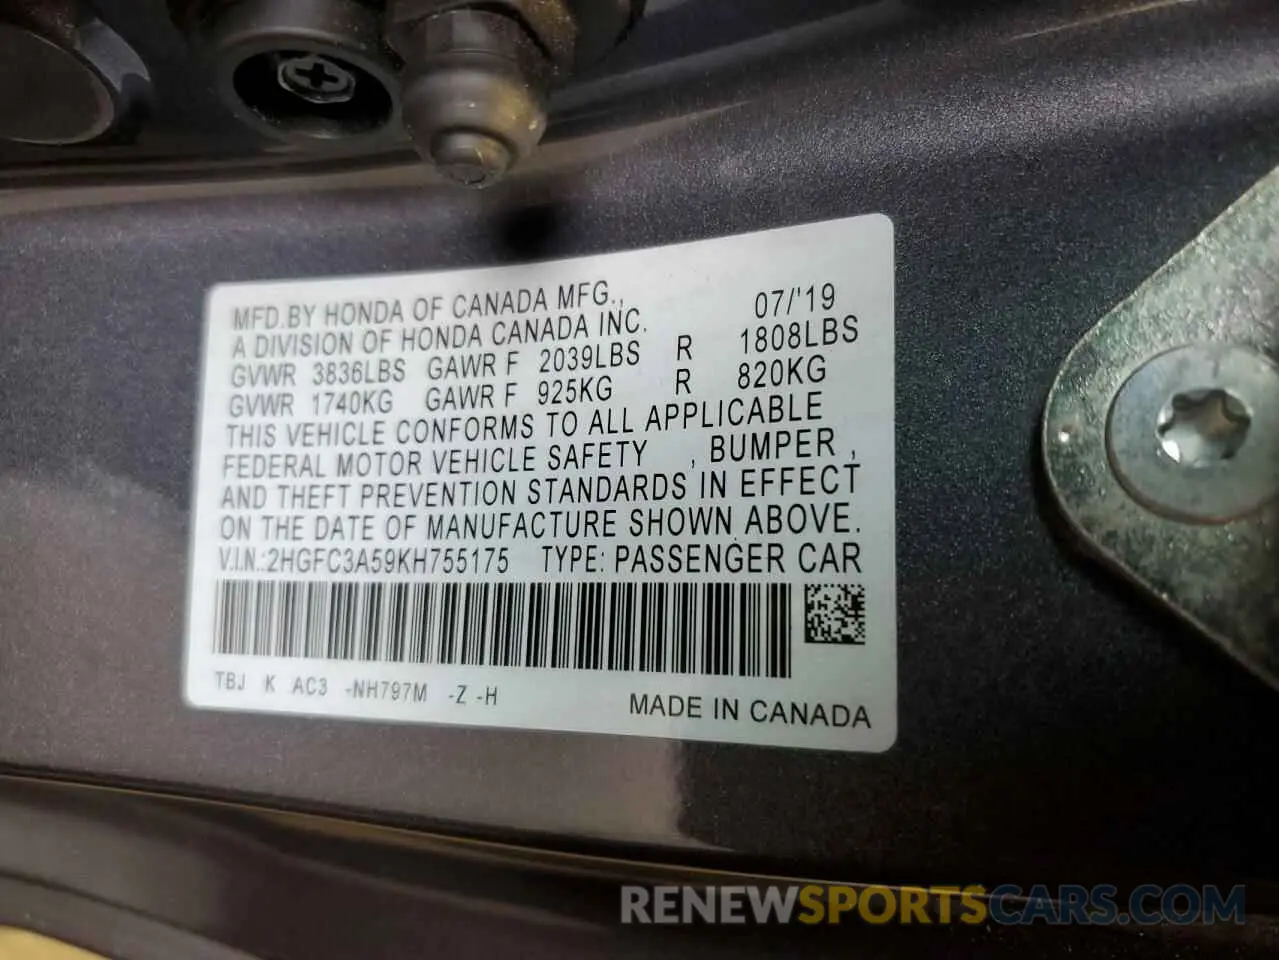 MFD.BY HONDA OF CANADA MFG., 07/'19
A DIVISION OF HONDA CANADA INC.
GVWR 3836LBS GAWR F 2039LBS R 1808LBS
GVWR 1740KG GAWR F 925KG R 820KG
THIS VEHICLE CONFORMS TO ALL APPLICABLE
FEDERAL MOTOR VEHICLE SAFETY , BUMPER ,
AND THEFT PREVENTION STANDARDS IN EFFECT
ON THE DATE OF MANUFACTURE SHOWN ABOVE.
V.I.N.:2HGFC3A59KH755175 TYPE: PASSENGER CAR
TBJ K AC3 -NH797M -Z -H
MADE IN CANADA
RENEWSPORTSCARS.COM